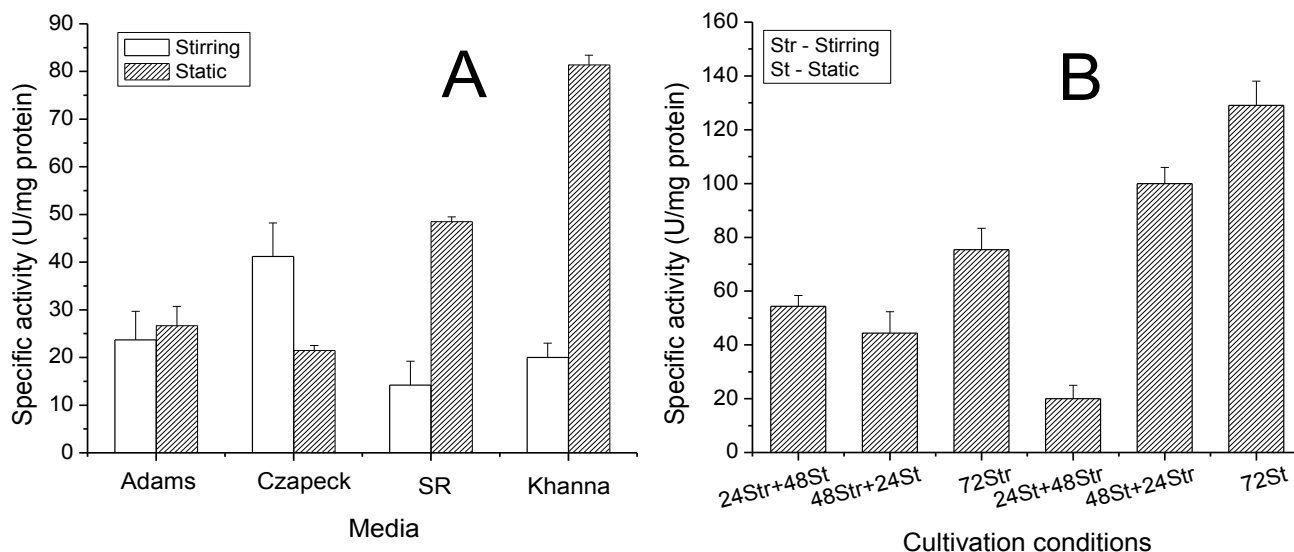 90
80
70
60
50
40
30
20
10
0
Specific activity (U/mg protein)
Stirring
Static
A
Adams Czapeck SR Khanna
Media
160
140
120
100
80
60
40
20
0
Specific activity (U/mg protein)
Str - Stirring
St - Static
B
24Str+48St 48Str+24St 72Str 24St+48Str 48St+24Str 72St
Cultivation conditions